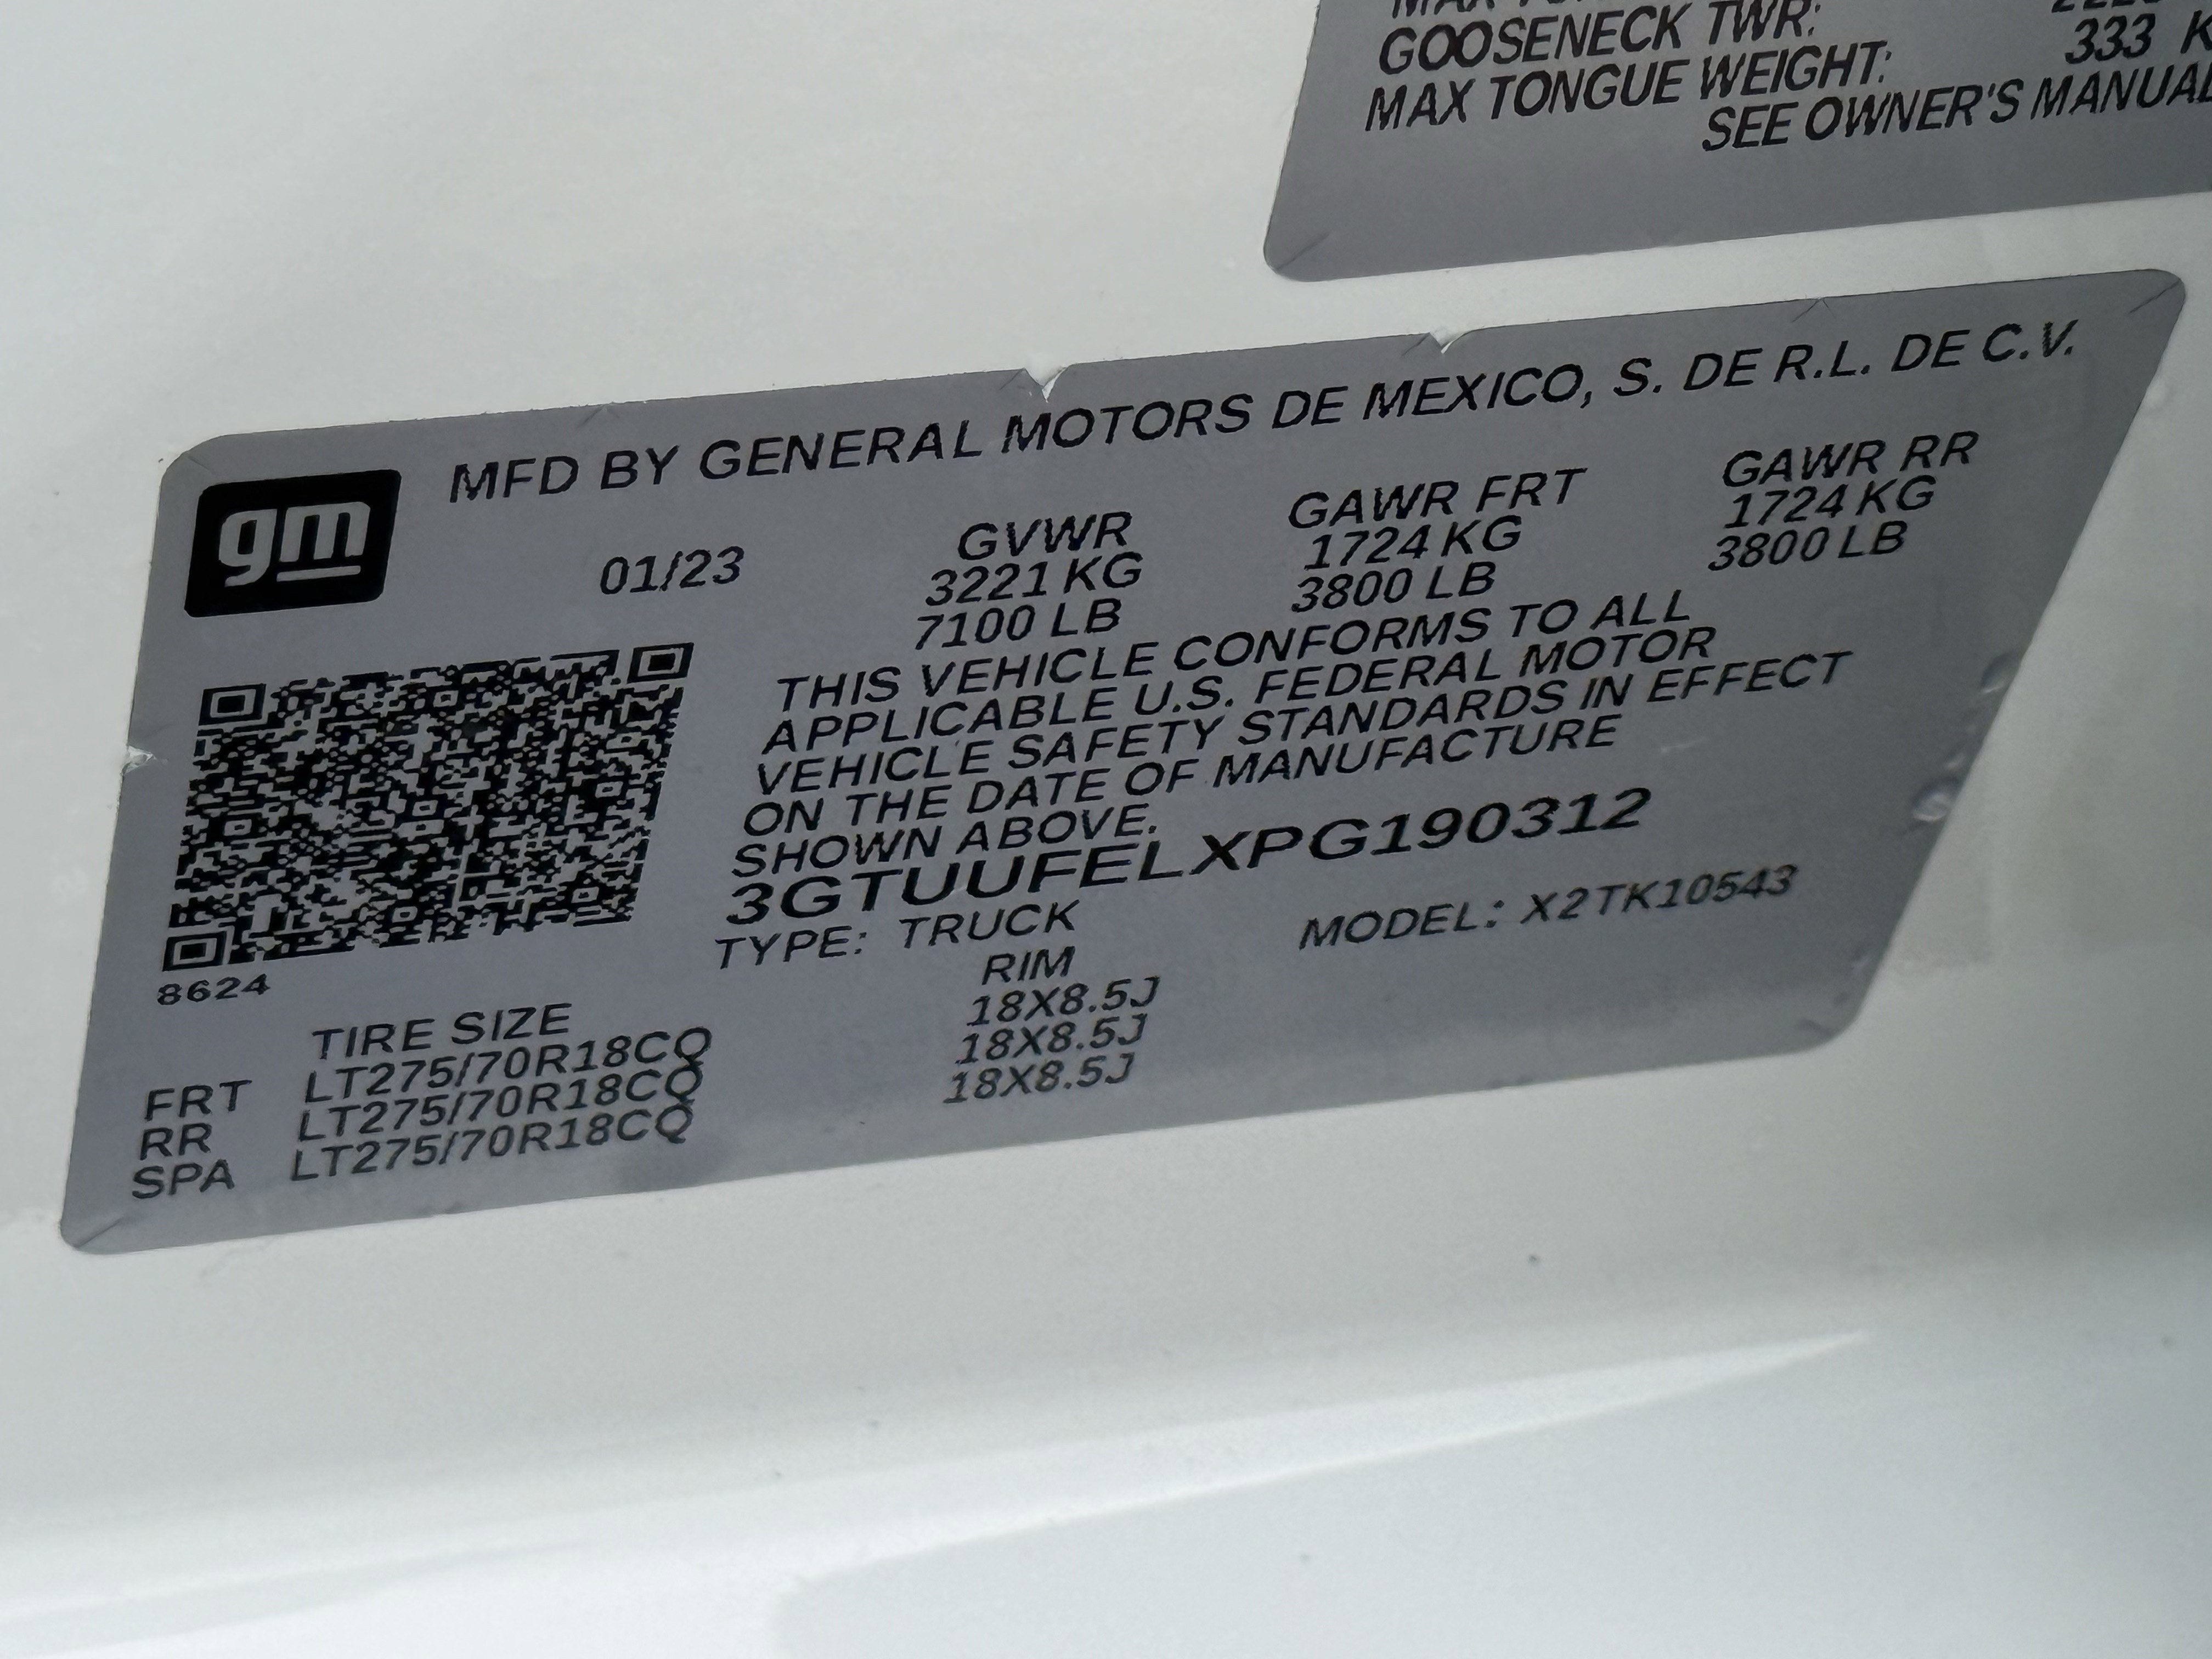 GOOSENECK TWR:
MAX TONGUE WEIGHT: 333 K
SEE OWNER'S MANUAL
gm
MFD BY GENERAL MOTORS DE MEXICO, S. DE R.L. DE C.V.
01/23 GVWR GAWR FRT GAWR RR
3221 KG 1724 KG 1724 KG
7100 LB 3800 LB 3800 LB
THIS VEHICLE CONFORMS TO ALL
APPLICABLE U.S. FEDERAL MOTOR
VEHICLE SAFETY STANDARDS IN EFFECT
ON THE DATE OF MANUFACTURE
SHOWN ABOVE.
3GTUUFELXPG190312
TYPE: TRUCK MODEL: X2TK10543
8624
TIRE SIZE RIM
FRT LT275/70R18CQ 18X8.5J
RR LT275/70R18CQ 18X8.5J
SPA LT275/70R18CQ 18X8.5J